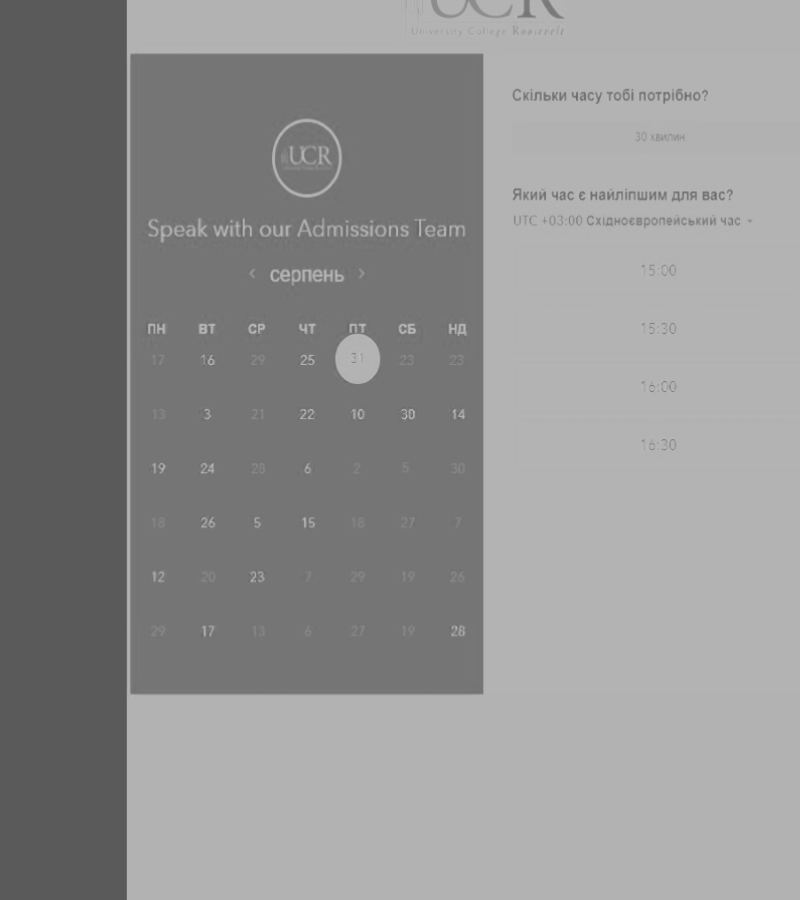 UCR
University College Roosevelt
UCR
Speak with our Admissions Team
‹ серпень ›
ПН ВТ СР ЧТ ПТ СБ НД
17 16 29 25 31 23 23
13 3 21 22 10 30 14
19 24 28 6 2 5 30
18 26 5 15 18 27 7
12 20 23 7 29 19 26
29 17 13 6 27 19 28
Скільки часу тобі потрібно?
30 хвилин
Який час є найліпшим для вас?
UTC +03:00 Східноєвропейський час
15:00
15:30
16:00
16:30